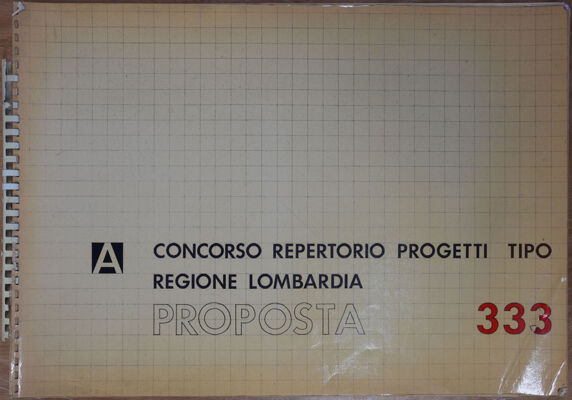 A CONCORSO REPERTORIO PROGETTI TIPO
REGIONE LOMBARDIA
PROPOSTA 333